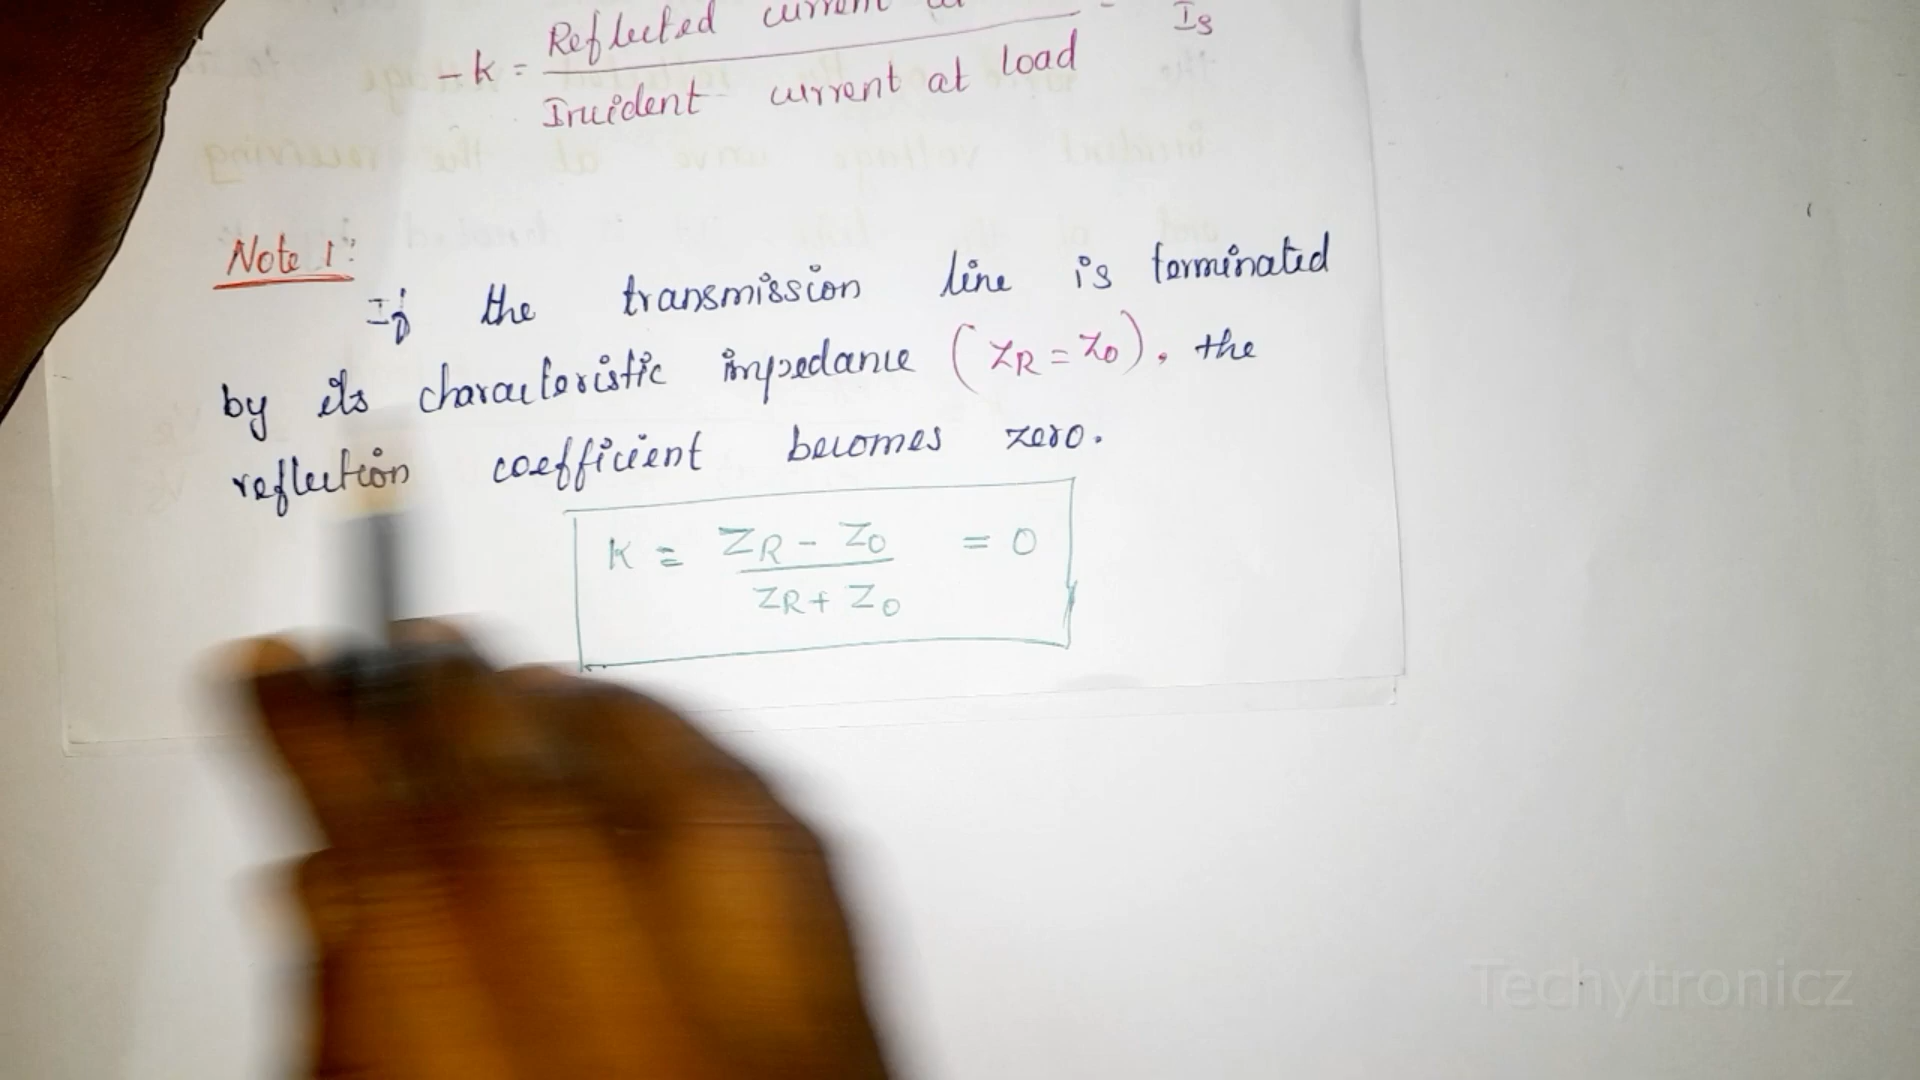 Reflected current
- K = ――― Is
Incident current at load
Note 1:
If the transmission line is terminated
by its characteristic impedance (ZR = Z0), the
reflection coefficient becomes zero.
K = ZR - Z0 = 0
ZR + Z0
Techytronicz